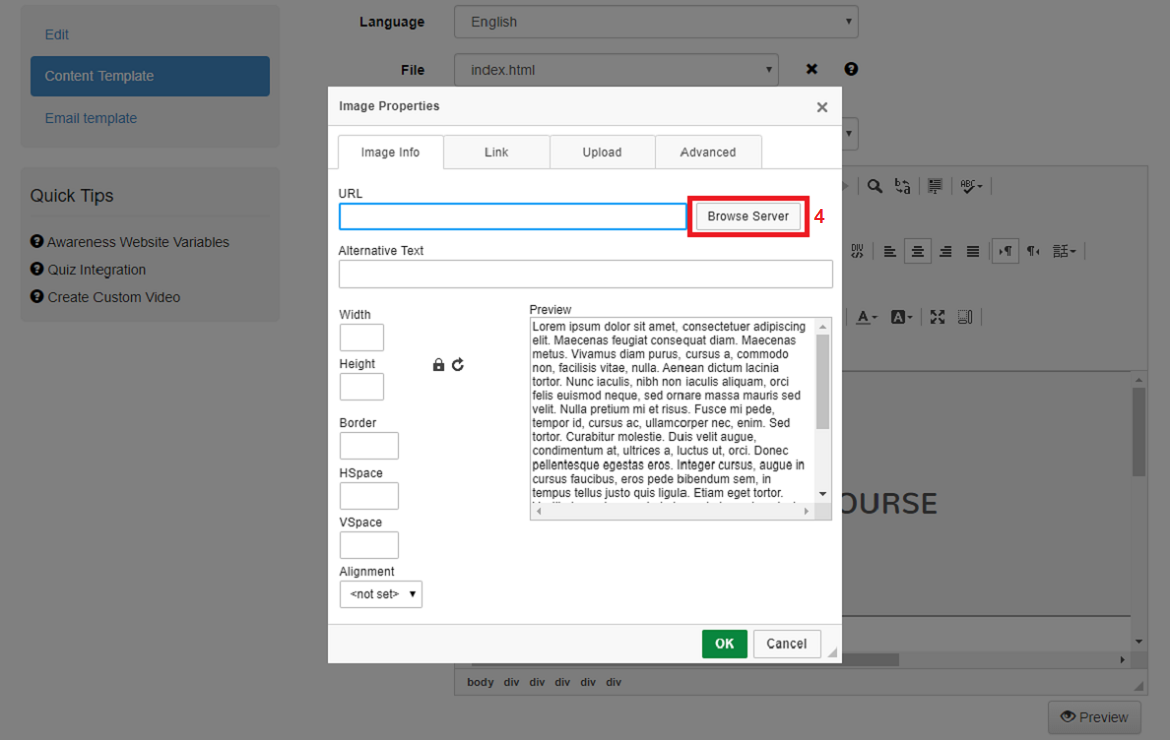 Edit
Content Template
Email template
Quick Tips
Awareness Website Variables
Quiz Integration
Create Custom Video
Language
English
File
index.html
Image Properties
Image Info
Link
Upload
Advanced
URL
Browse Server
4
Alternative Text
Width
Height
Border
HSpace
VSpace
Alignment
<not set>
Preview
Lorem ipsum dolor sit amet, consectetuer adipiscing
elit. Maecenas feugiat consequat diam. Maecenas
metus. Vivamus diam purus, cursus a, commodo
non, facilisis vitae, nulla. Aenean dictum lacinia
tortor. Nunc iaculis, nibh non iaculis aliquam, orci
felis euismod neque, sed ornare massa mauris sed
velit. Nulla pretium mi et risus. Fusce mi pede,
tempor id, cursus ac, ullamcorper nec, enim. Sed
tortor. Curabitur molestie. Duis velit augue,
condimentum at, ultrices a, luctus ut, orci. Donec
pellentesque egestas eros. Integer cursus, augue in
cursus faucibus, eros pede bibendum sem, in
tempus tellus justo quis ligula. Etiam eget tortor.
OK
Cancel
OURSE
body div div div div div
Preview